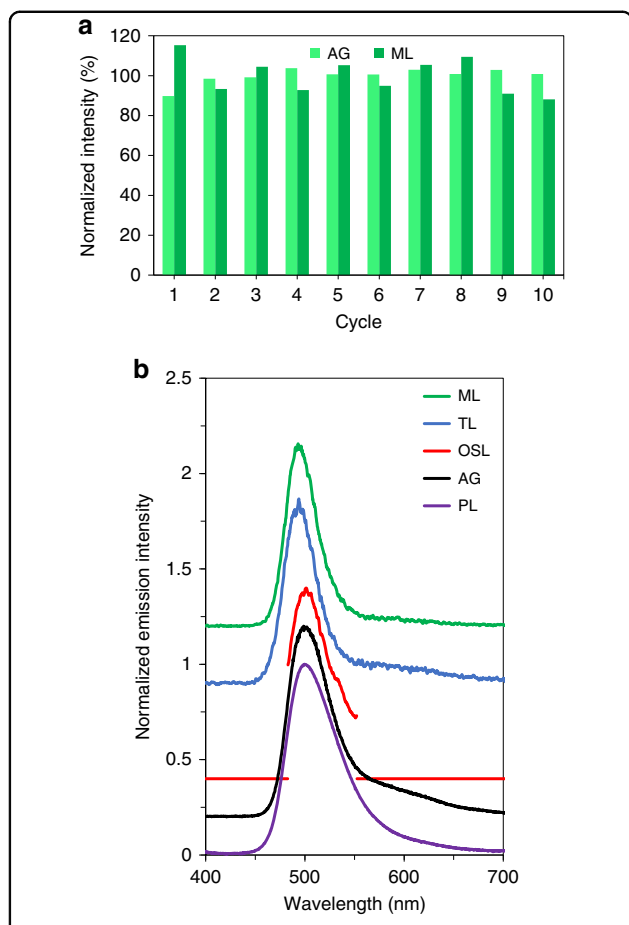 a
120
100
80
60
40
20
0
Normalized intensity (%)
AG ML
1 2 3 4 5 6 7 8 9 10
Cycle
b
2.5
2
1.5
1
0.5
0
Normalized emission intensity
ML
TL
OSL
AG
PL
400 500 600 700
Wavelength (nm)